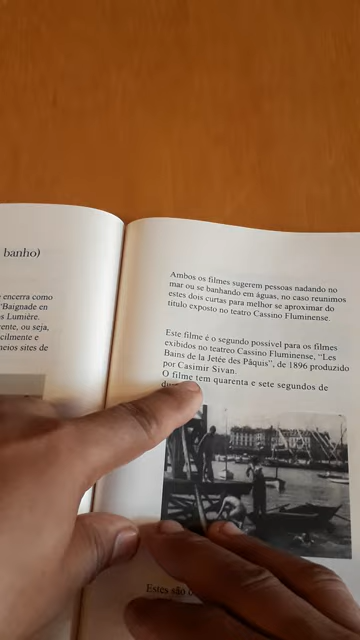 banho)
encerra como
"Baignade en
s Lumière.
ente, ou seja,
cilmente e
eios sites de
Ambos os filmes sugerem pessoas nadando no
mar ou se banhando em águas, no caso reunimos
estes dois curtas para melhor se aproximar do
título exposto no teatro Cassino Fluminense.
Este filme é o segundo possível para os filmes
exibidos no teatreo Cassino Fluminense, "Les
Bains de la Jetée des Pâquis", de 1896 produzido
por Casimir Sivan.
O filme tem quarenta e sete segundos de
Estes são o